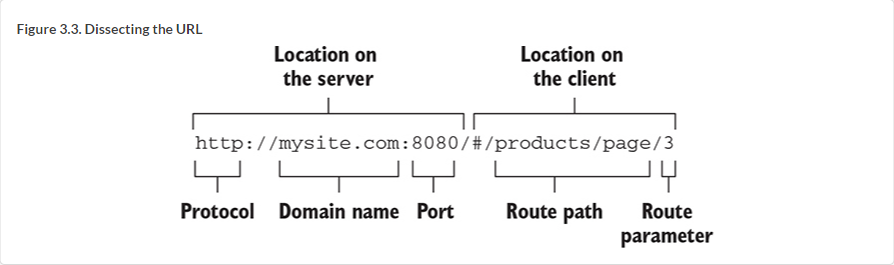 Figure 3.3. Dissecting the URL
Location on
the server
Location on
the client
http://mysite.com:8080/#/products/page/3
Protocol
Domain name
Port
Route path
Route
parameter